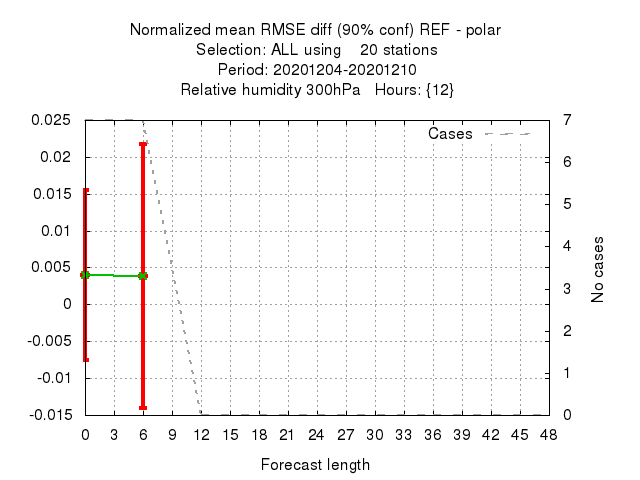 Normalized mean RMSE diff (90% conf) REF - polar
Selection: ALL using    20 stations
Period: 20201204-20201210
Relative humidity 300hPa   Hours: {12}
Cases
0.025
0.02
0.015
0.01
0.005
0
-0.005
-0.01
-0.015
7
6
5
4
3
2
1
0
No cases
0 3 6 9 12 15 18 21 24 27 30 33 36 39 42 45 48
Forecast length